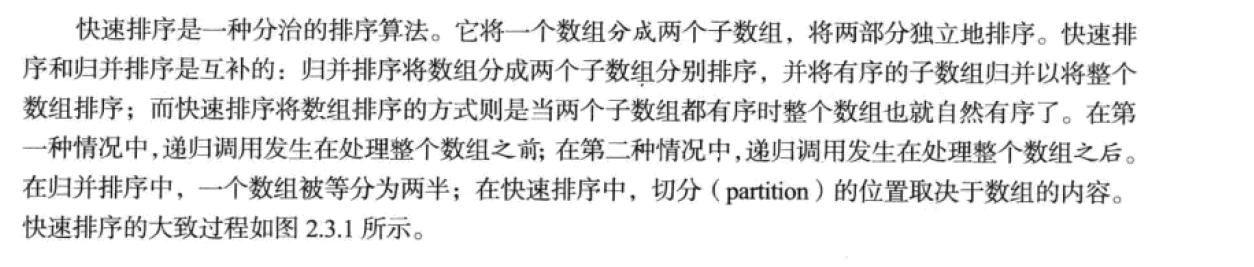 快速排序是一种分治的排序算法。它将一个数组分成两个子数组，将两部分独立地排序。快速排
序和归并排序是互补的：归并排序将数组分成两个子数组分别排序，并将有序的子数组归并以将整个
数组排序；而快速排序将数组排序的方式则是当两个子数组都有序时整个数组也就自然有序了。在第
一种情况中，递归调用发生在处理整个数组之前；在第二种情况中，递归调用发生在处理整个数组之后。
在归并排序中，一个数组被等分为两半；在快速排序中，切分（partition）的位置取决于数组的内容。
快速排序的大致过程如图 2.3.1 所示。